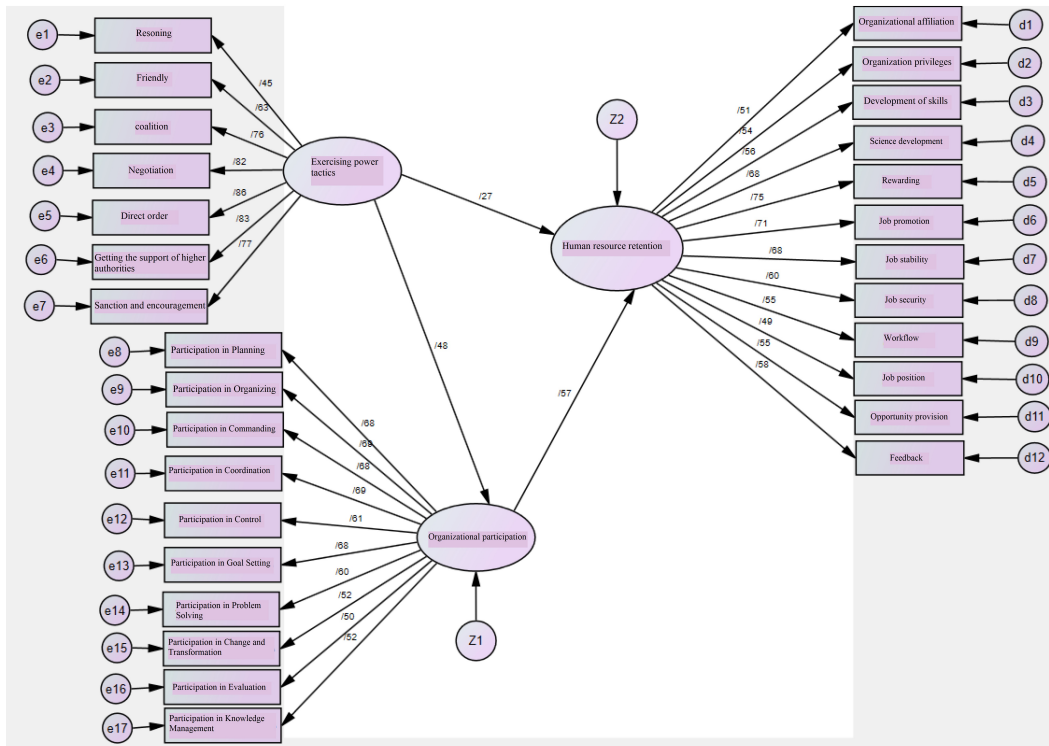 e1
Resoning
e2
Friendly
e3
coalition
e4
Negotiation
e5
Direct order
e6
Getting the support of higher
authorities
e7
Sanction and encouragement
/45
/63
/76
/82
/86
/83
/77
Exercising power
tactics
/27
/48
/57
Z2
Human resource retention
/51
/54
/56
/68
/75
/71
/68
/60
/55
/49
/55
/58
Organizational affiliation
d1
Organization privileges
d2
Development of skills
d3
Science development
d4
Rewarding
d5
Job promotion
d6
Job stability
d7
Job security
d8
Workflow
d9
Job position
d10
Opportunity provision
d11
Feedback
d12
e8
Participation in Planning
e9
Participation in Organizing
e10
Participation in Commanding
e11
Participation in Coordination
e12
Participation in Control
e13
Participation in Goal Setting
e14
Participation in Problem
Solving
e15
Participation in Change and
Transformation
e16
Participation in Evaluation
e17
Participation in Knowledge
Management
/68
/69
/68
/69
/61
/68
/60
/52
/50
/52
Organizational participation
Z1